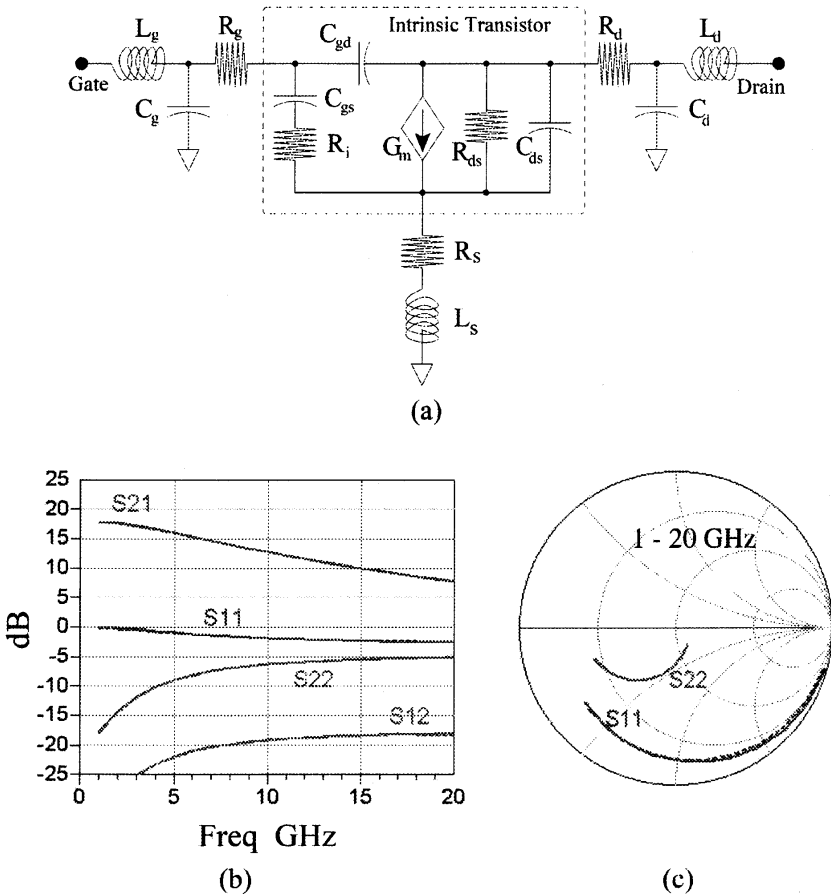 Intrinsic Transistor
Lg
Rg
Cgd
Rd
Ld
Gate
Drain
Cg
Cgs
Ri
Gm
Rds
Cds
Cd
Rs
Ls
(a)
25
20
15
10
5
0
-5
-10
-15
-20
-25
dB
S21
S11
S22
S12
0
5
10
15
20
Freq GHz
(b)
1 - 20 GHz
S22
S11
(c)